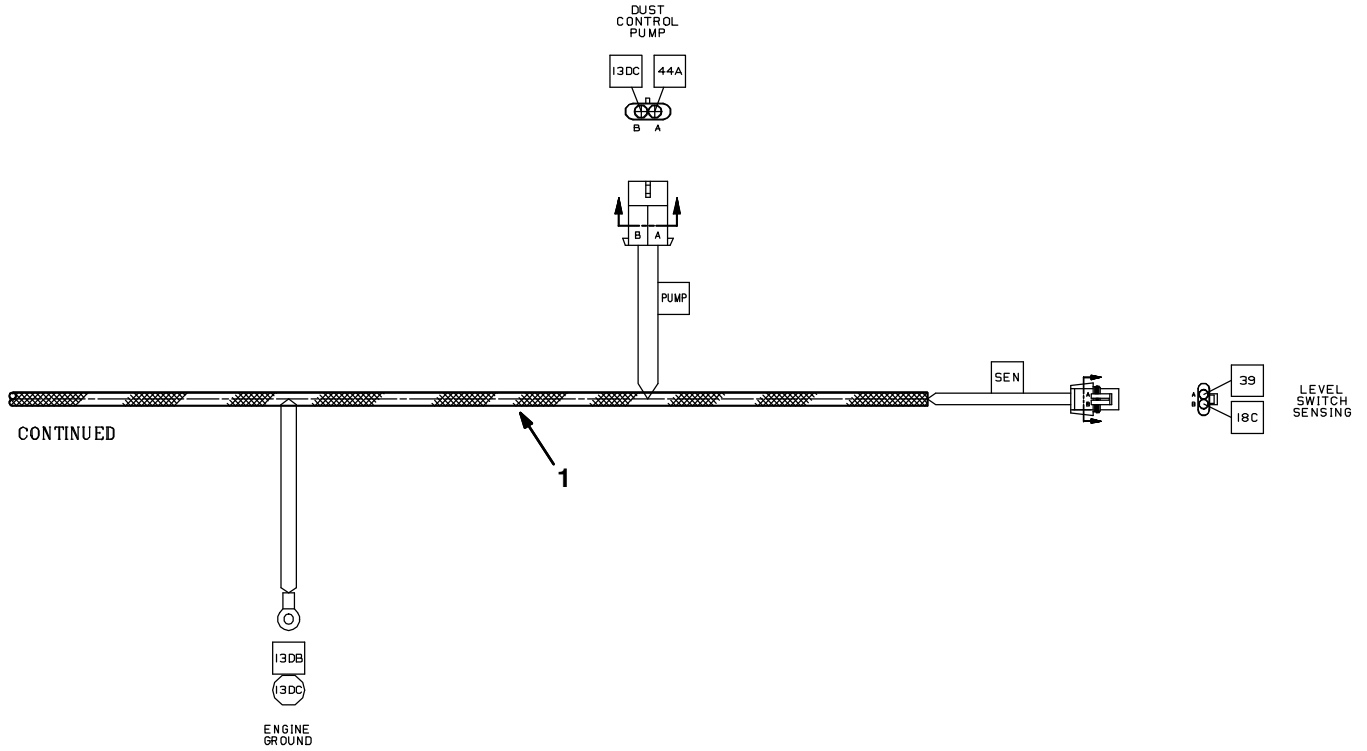 DUST
CONTROL
PUMP
13DC 44A
B A
B A
PUMP
SEN
A
B
A
B
39
18C
LEVEL
SWITCH
SENSING
CONTINUED
1
13DB
13DC
ENGINE
GROUND